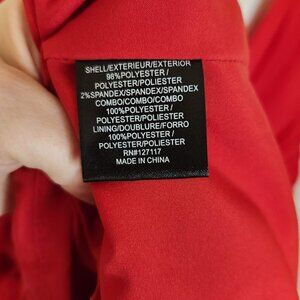 SHELL/EXTERIEUR/EXTERIOR
98%POLYESTER/
POLYESTER/POLIESTER
2%SPANDEX/SPANDEX/SPANDEX
COMBO/COMBO/COMBO
100%POLYESTER/
POLYESTER/POLIESTER
LINING/DOUBLURE/FORRO
100%POLYESTER/
POLYESTER/POLIESTER
RN#127117
MADE IN CHINA